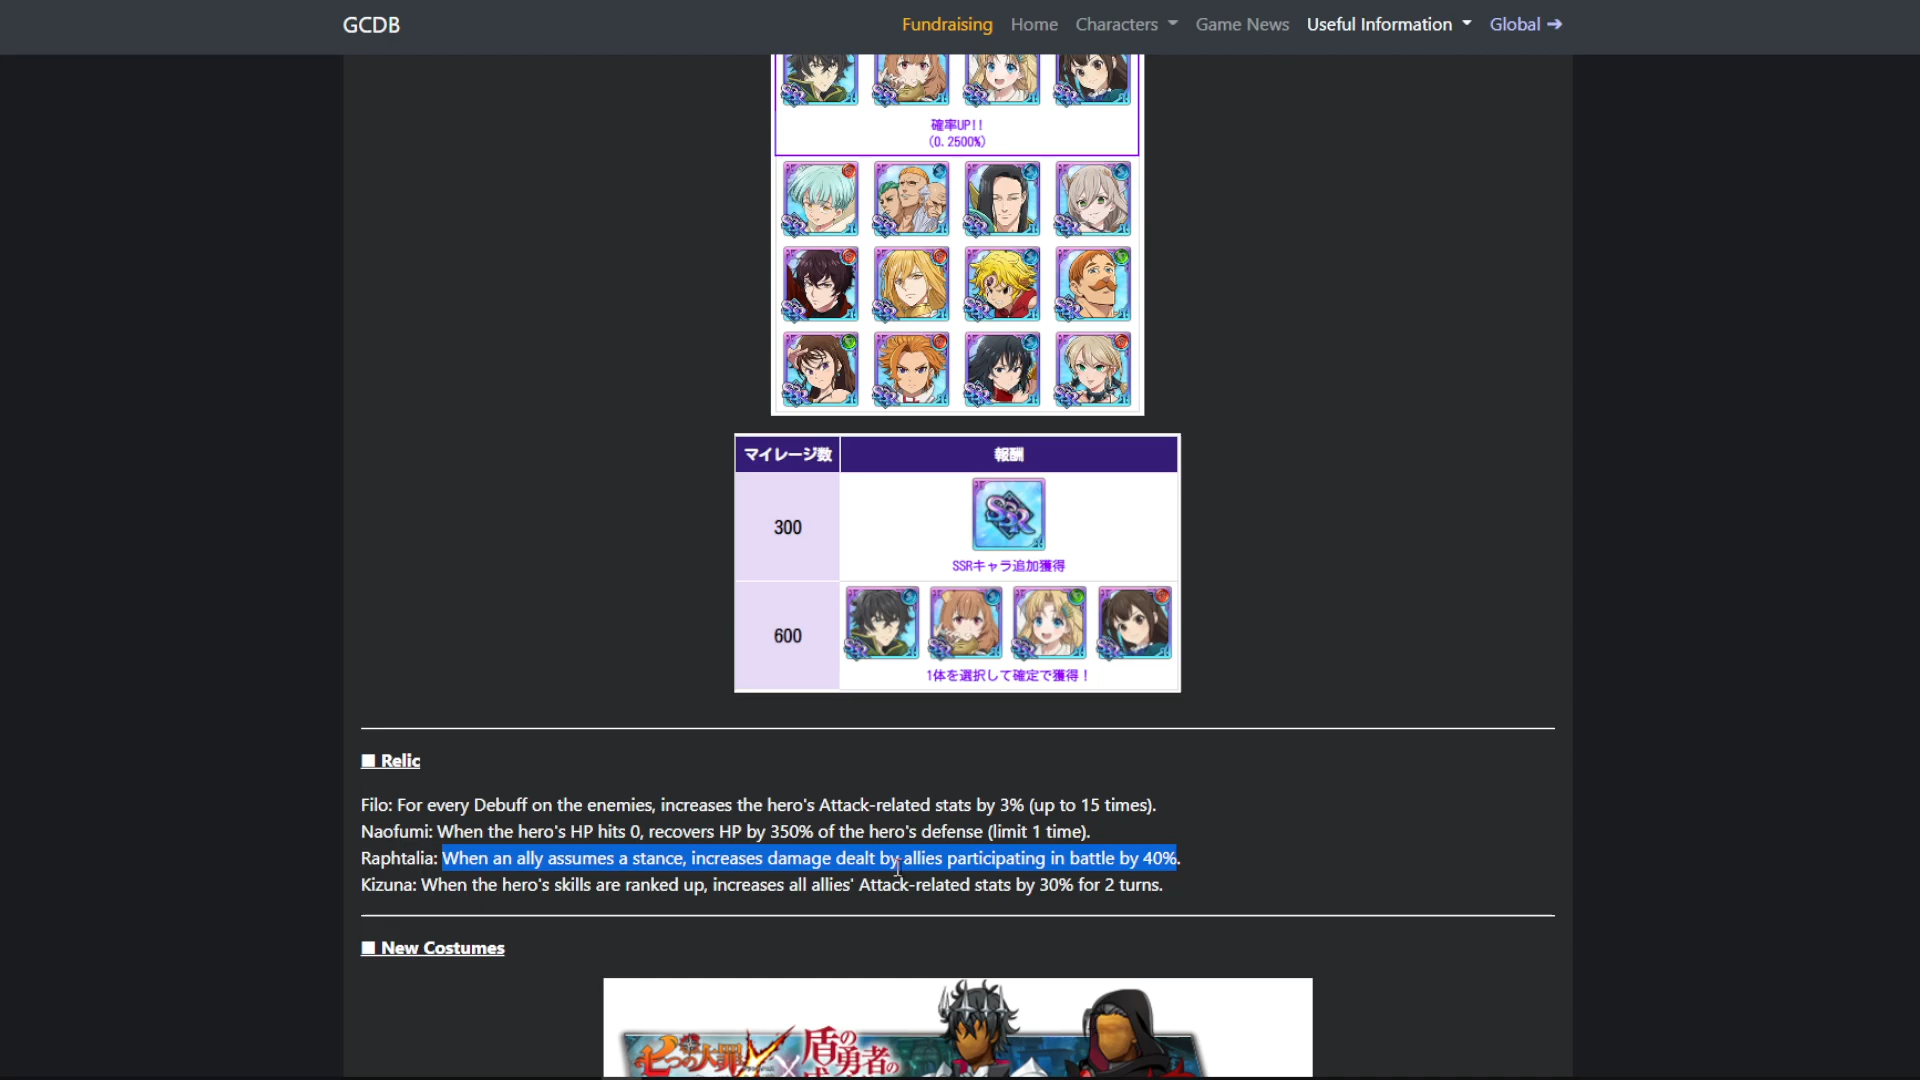 GCDB
Fundraising Home Characters Game News Useful Information Global
確率UP!!
(0.2500%)
マイレージ数 報酬
300
SSR
SSRキャラ追加獲得
600
1体を選択して確定で獲得！
Relic
Filo: For every Debuff on the enemies, increases the hero's Attack-related stats by 3% (up to 15 times).
Naofumi: When the hero's HP hits 0, recovers HP by 350% of the hero's defense (limit 1 time).
Raphtalia: When an ally assumes a stance, increases damage dealt by allies participating in battle by 40%.
Kizuna: When the hero's skills are ranked up, increases all allies' Attack-related stats by 30% for 2 turns.
New Costumes
七つの大罪 × 盾の勇者の